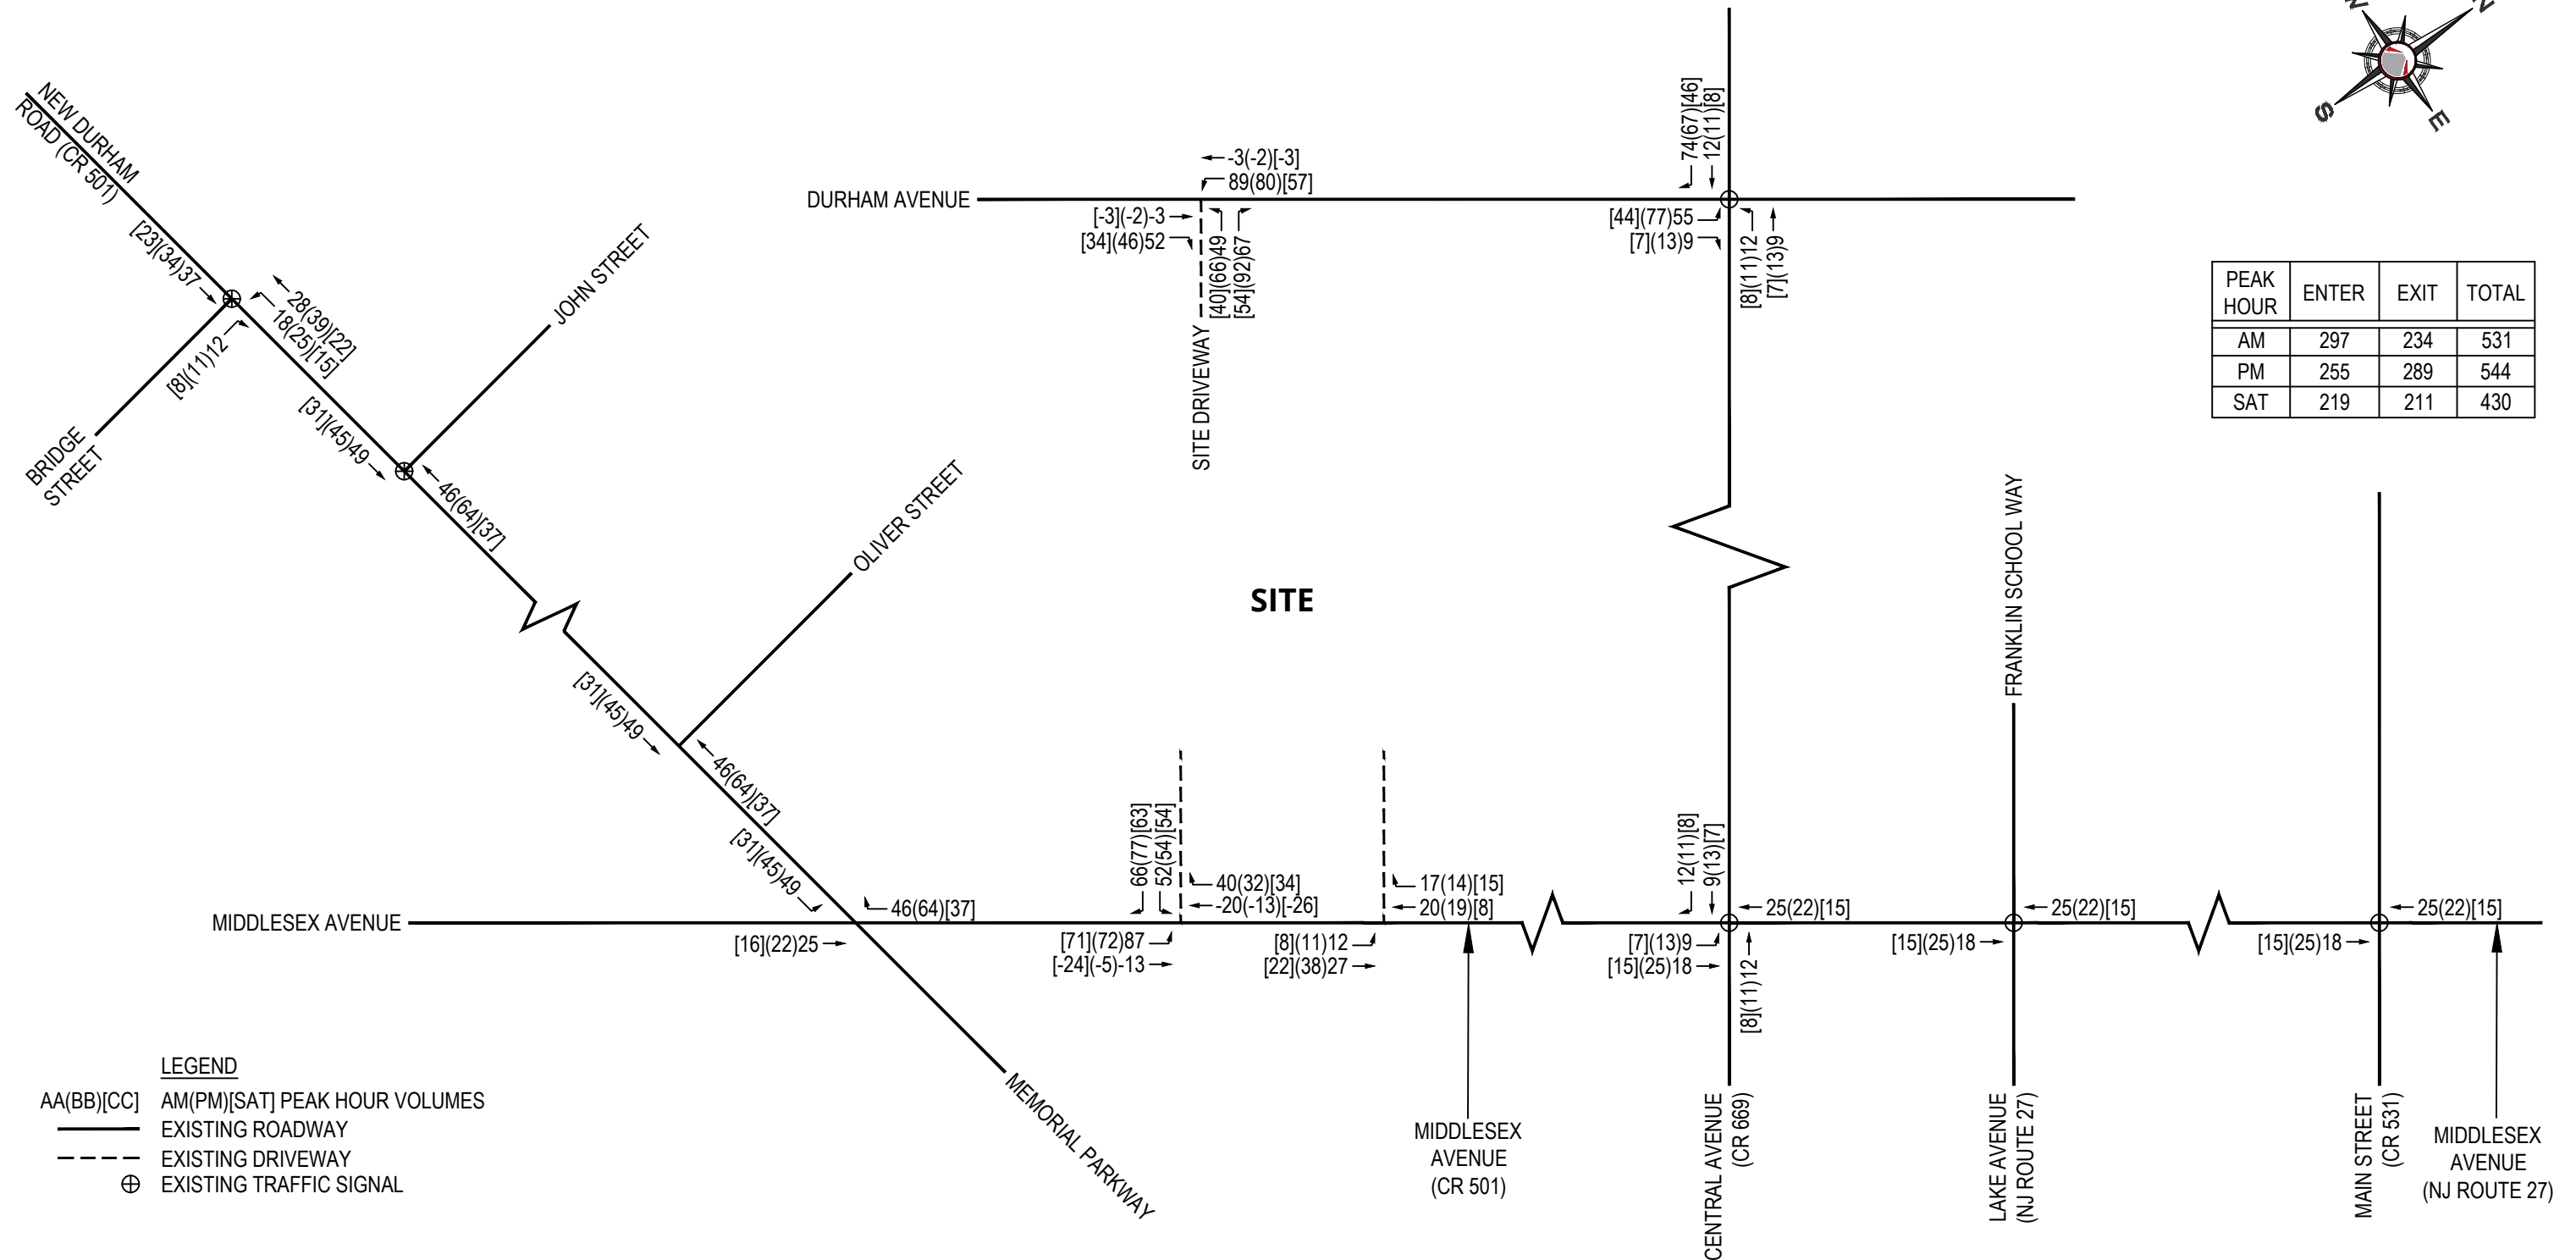 N
N
S
E
NEW DURHAM
ROAD (CR 501)
[23](34)37
28(39)[22]
18(25)[15]
[8](11)12
BRIDGE
STREET
JOHN STREET
[31](45)49
46(64)[37]
OLIVER STREET
[31](45)49
46(64)[37]
[31](45)49
DURHAM AVENUE
-3(-2)[-3]
89(80)[57]
[-3](-2)-3
[34](46)52
[40](66)49
[54](92)67
SITE DRIVEWAY
74(67)[46]
12(11)[8]
[44](77)55
[7](13)9
[8](11)12
[7](13)9
PEAK
HOUR
ENTER
EXIT
TOTAL
AM 297 234 531
PM 255 289 544
SAT 219 211 430
SITE
FRANKLIN SCHOOL WAY
MIDDLESEX AVENUE
46(64)[37]
[16](22)25
66(77)[63]
52(54)[54]
40(32)[34]
-20(-13)[-26]
[71](72)87
[-24](-5)-13
17(14)[15]
20(19)[8]
[8](11)12
[22](38)27
12(11)[8]
9(13)[7]
25(22)[15]
[7](13)9
[15](25)18
[8](11)12
25(22)[15]
[15](25)18
25(22)[15]
[15](25)18
MEMORIAL PARKWAY
MIDDLESEX
AVENUE
(CR 501)
CENTRAL AVENUE
(CR 669)
LAKE AVENUE
(NJ ROUTE 27)
MAIN STREET
(CR 531)
MIDDLESEX
AVENUE
(NJ ROUTE 27)
LEGEND
AA(BB)[CC] AM(PM)[SAT] PEAK HOUR VOLUMES
EXISTING ROADWAY
EXISTING DRIVEWAY
EXISTING TRAFFIC SIGNAL